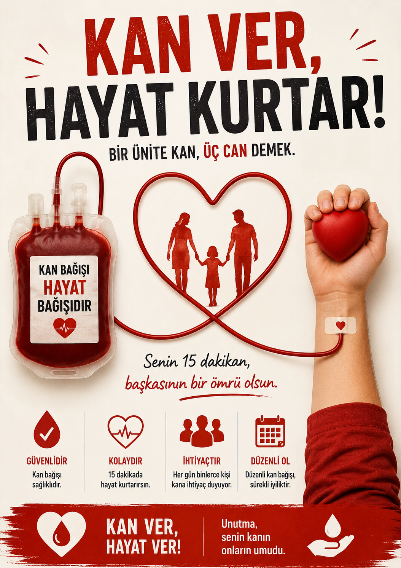 KAN VER,
HAYAT KURTAR!
BİR ÜNİTE KAN, ÜÇ CAN DEMEK.
KAN BAĞIŞI
HAYAT
BAĞIŞIDIR
Senin 15 dakikan,
başkasının bir ömrü olsun.
GÜVENLİDİR
Kan bağışı
sağlıklıdır.
KOLAYDIR
15 dakikada
hayat kurtarırsın.
İHTİYAÇTIR
Her gün binlerce kişi
kana ihtiyaç duyuyor.
DÜZENLİ OL
Düzenli kan bağışı,
sürekli iyiliktir.
KAN VER,
HAYAT VER!
Unutma,
senin kanın
onların umudu.